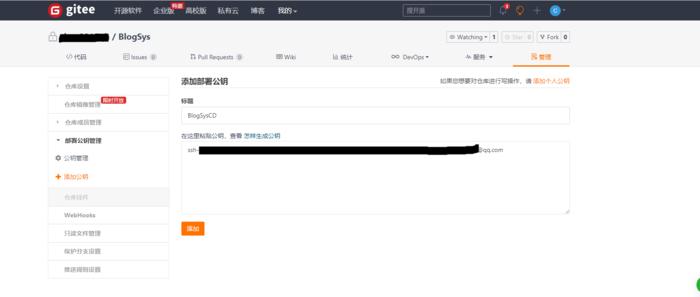 gitee 开源软件 企业版 特惠 高校版 私有云 博客 我的 搜开源
/ BlogSys Watching 1 Star 0 Fork 0
代码 Issues 0 Pull Requests 0 Wiki 统计 DevOps 服务 管理
仓库设置
仓库镜像管理 限时开放
仓库成员管理
部署公钥管理
公钥管理
添加公钥
仓库挂件
WebHooks
只读文件管理
保护分支设置
推送规则设置
添加部署公钥 如果您想要对仓库进行写操作，请 添加个人公钥
标题
BlogSysCD
在这里粘贴公钥，查看 怎样生成公钥
ssh- @qq.com
添加